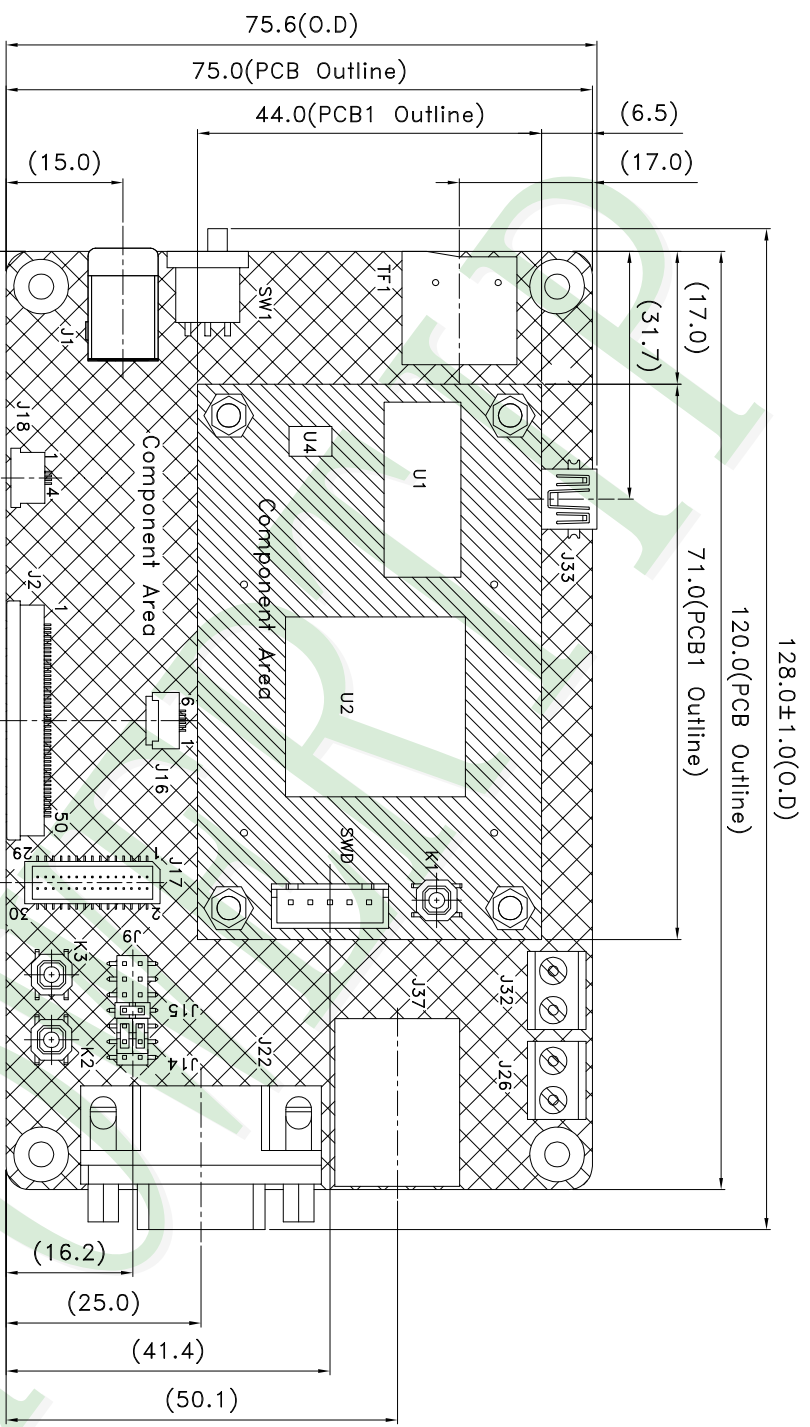 75.6(O.D)
75.0(PCB Outline)
44.0(PCB1 Outline)
(6.5)
(15.0)
(17.0)
TF1
SW1
J1
(17.0)
(31.7)
J18
1
4
U4
U1
Component Area
Component Area
J33
71.0(PCB1 Outline)
120.0(PCB Outline)
128.0±1.0(O.D)
J2
1
50
U2
6
1
J16
SWD
K1
29
1
J17
30
2
K3
J9
J15
K2
J14
J22
J37
J32
J26
(16.2)
(25.0)
(41.4)
(50.1)